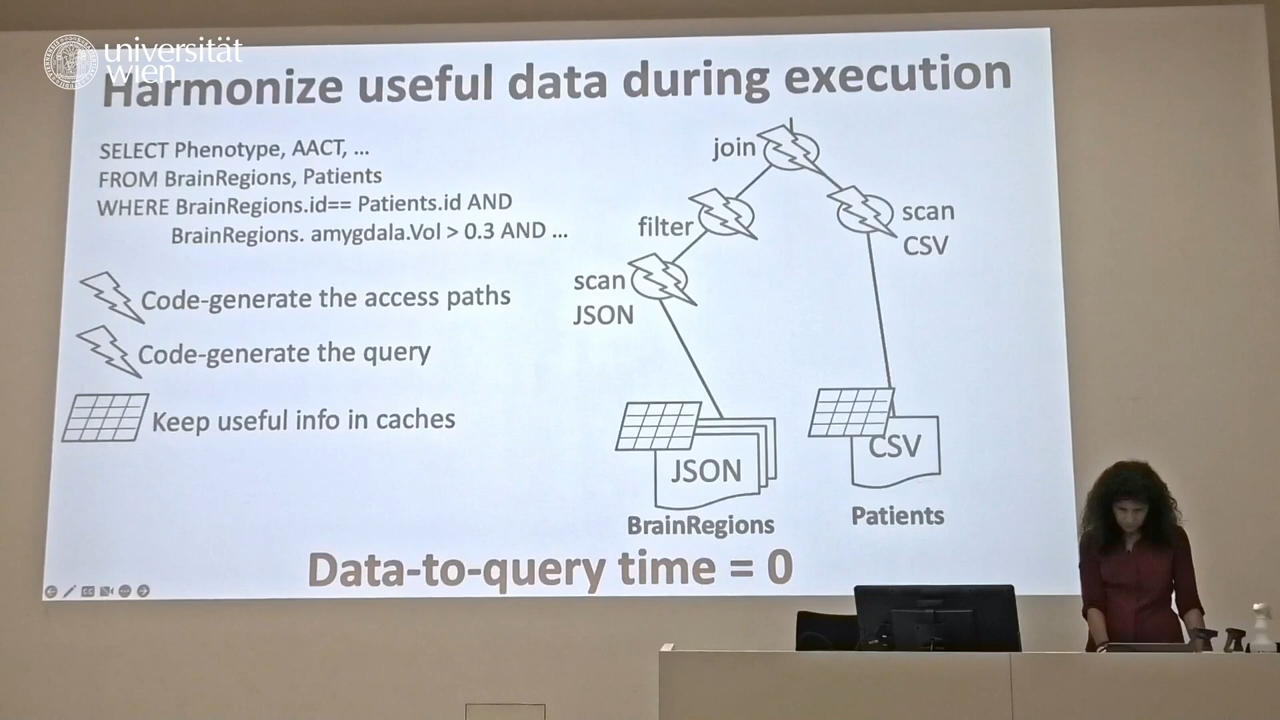 universität
wien
Harmonize useful data during execution
SELECT Phenotype, AACT, ...
FROM BrainRegions, Patients
WHERE BrainRegions.id== Patients.id AND
BrainRegions. amygdala.Vol > 0.3 AND ...
Code-generate the access paths
Code-generate the query
Keep useful info in caches
join
filter
scan
CSV
scan
JSON
JSON
CSV
BrainRegions
Patients
Data-to-query time = 0